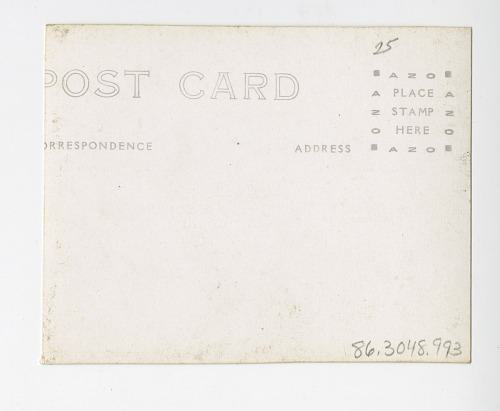 25
POST CARD
AZO
PLACE
STAMP
HERE
AZO
ORRESPONDENCE
ADDRESS
86.3048.993